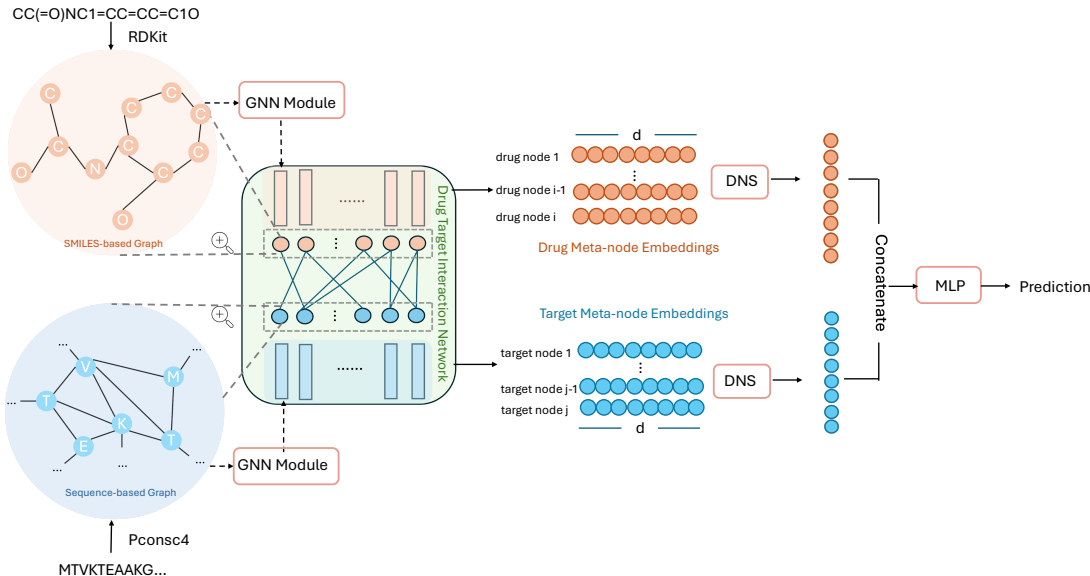 CC(=O)NC1=CC=CC=C1O
RDKit
C
C
C
C
C
C
C
C
N
C
O
O
SMILES-based Graph
GNN Module
......
Drug Target Interaction Network
......
...
V
...
M
...
T
K
E
T
...
...
...
Sequence-based Graph
GNN Module
Pconsc4
MTVKTEAAKG...
d
drug node 1
drug node i-1
drug node i
DNS
Drug Meta-node Embeddings
Target Meta-node Embeddings
target node 1
target node j-1
target node j
d
DNS
Concatenate
MLP
Prediction